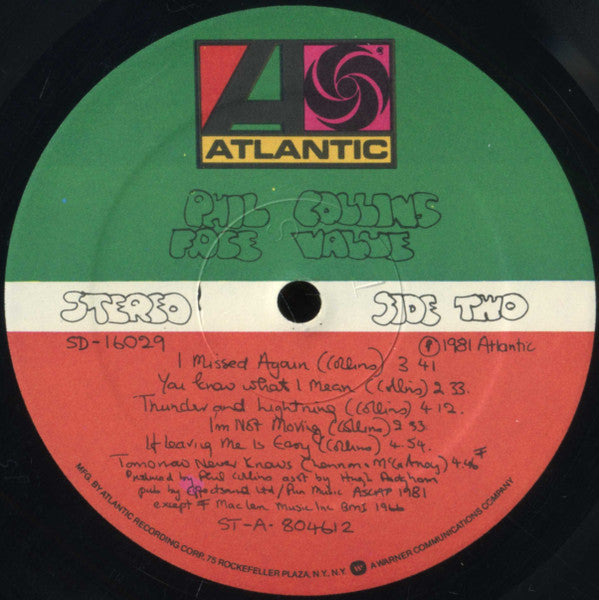 ATLANTIC
PHIL COLLINS
FACE VALUE
STEREO SIDE TWO
SD-16029 ℗ 1981 Atlantic
I Missed Again (Collins) 3 41
You know what I Mean (Collins) 2 33.
Thunder and Lightning (Collins) 4 12.
I'm Not Moving (Collins) 2 33.
If leaving Me Is Easy (Collins) 4.54.
Tomorrow Never Knows (Lennon & McCartney) 4.46 #
Produced by Phil Collins asst by Hugh Padgham
pub by Effectsound Ltd/Pun Music ASCAP 1981
except # Maclen Music Inc BMI 1966
ST-A-804612
MFG. BY ATLANTIC RECORDING CORP., 75 ROCKEFELLER PLAZA, N.Y., N.Y. W A WARNER COMMUNICATIONS COMPANY